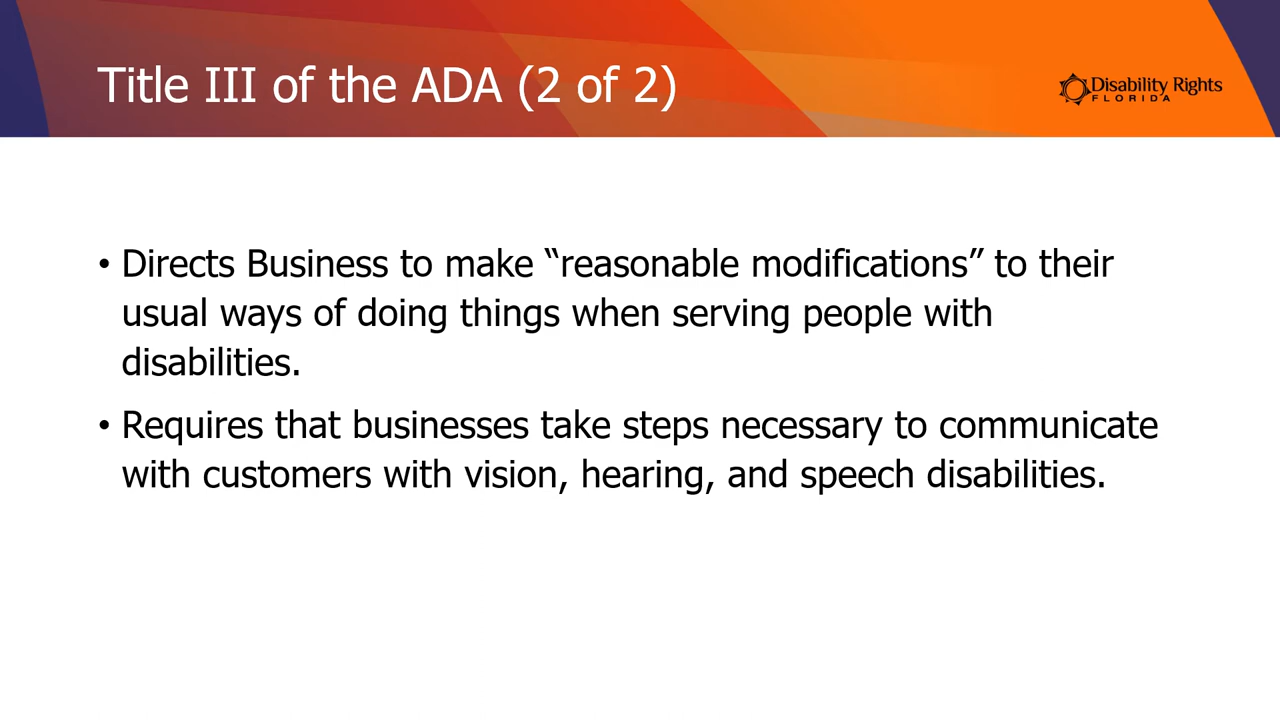 Title III of the ADA (2 of 2)
Disability Rights
FLORIDA
• Directs Business to make “reasonable modifications” to their
usual ways of doing things when serving people with
disabilities.
• Requires that businesses take steps necessary to communicate
with customers with vision, hearing, and speech disabilities.